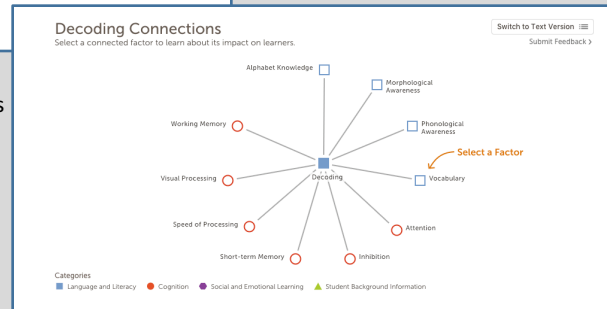 Decoding Connections
Select a connected factor to learn about its impact on learners.
Switch to Text Version
Submit Feedback >
s
Alphabet Knowledge
Morphological
Awareness
Working Memory
Phonological
Awareness
Select a Factor
Visual Processing
Decoding
Vocabulary
Speed of Processing
Attention
Short-term Memory
Inhibition
Categories
Language and Literacy Cognition Social and Emotional Learning Student Background Information